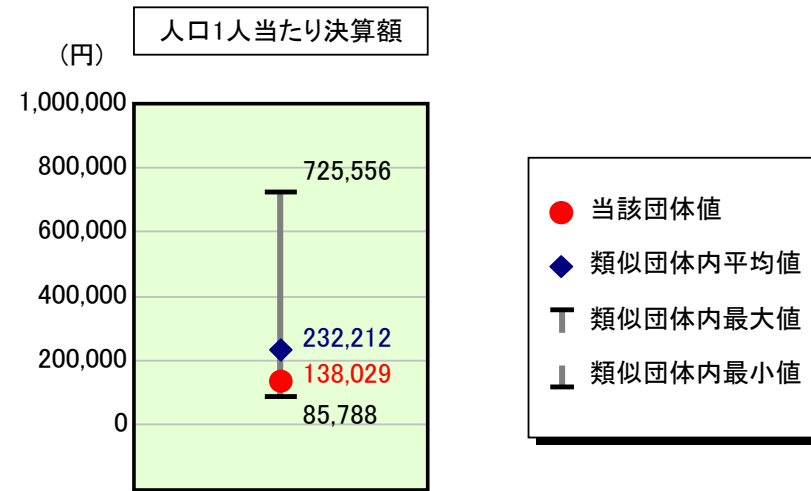 人口1人当たり決算額
(円)
1,000,000
800,000
600,000
400,000
200,000
0
725,556
232,212
138,029
85,788
当該団体値
類似団体内平均値
類似団体内最大値
類似団体内最小値